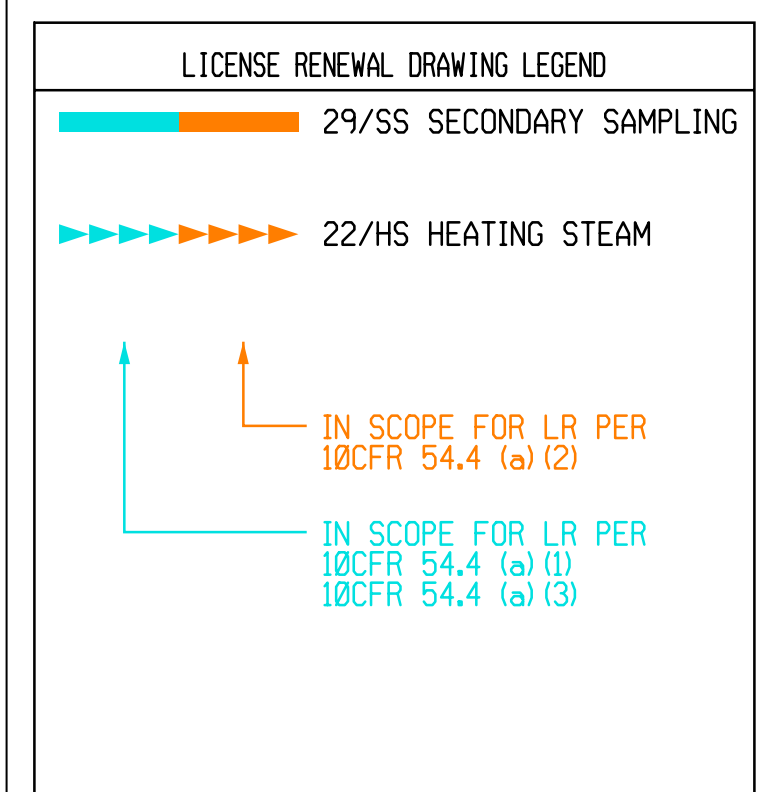 LICENSE RENEWAL DRAWING LEGEND
29/SS SECONDARY SAMPLING
22/HS HEATING STEAM
IN SCOPE FOR LR PER
10CFR 54.4 (a)(2)
IN SCOPE FOR LR PER
10CFR 54.4 (a)(1)
10CFR 54.4 (a)(3)